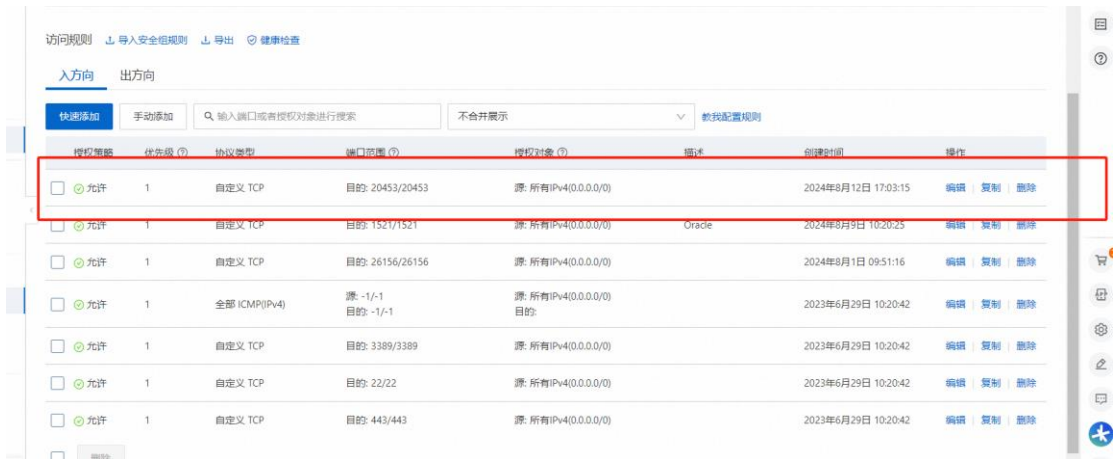 访问规则 导入安全组规则 导出 健康检查
入方向 出方向
快速添加 手动添加 输入端口或者授权对象进行搜索 不合并展示 教我配置规则
授权策略 优先级 协议类型 端口范围 授权对象 描述 创建时间 操作
允许 1 自定义 TCP 目的: 20453/20453 源: 所有IPv4(0.0.0.0/0) 2024年8月12日 17:03:15 编辑 复制 删除
允许 1 自定义 TCP 目的: 1521/1521 源: 所有IPv4(0.0.0.0/0) Oracle 2024年8月9日 10:20:25 编辑 复制 删除
允许 1 自定义 TCP 目的: 26156/26156 源: 所有IPv4(0.0.0.0/0) 2024年8月1日 09:51:16 编辑 复制 删除
允许 1 全部 ICMP(IPv4) 源: -1/-1 源: 所有IPv4(0.0.0.0/0) 2023年6月29日 10:20:42 编辑 复制 删除
目的: -1/-1 目的:
允许 1 自定义 TCP 目的: 3389/3389 源: 所有IPv4(0.0.0.0/0) 2023年6月29日 10:20:42 编辑 复制 删除
允许 1 自定义 TCP 目的: 22/22 源: 所有IPv4(0.0.0.0/0) 2023年6月29日 10:20:42 编辑 复制 删除
允许 1 自定义 TCP 目的: 443/443 源: 所有IPv4(0.0.0.0/0) 2023年6月29日 10:20:42 编辑 复制 删除
删除